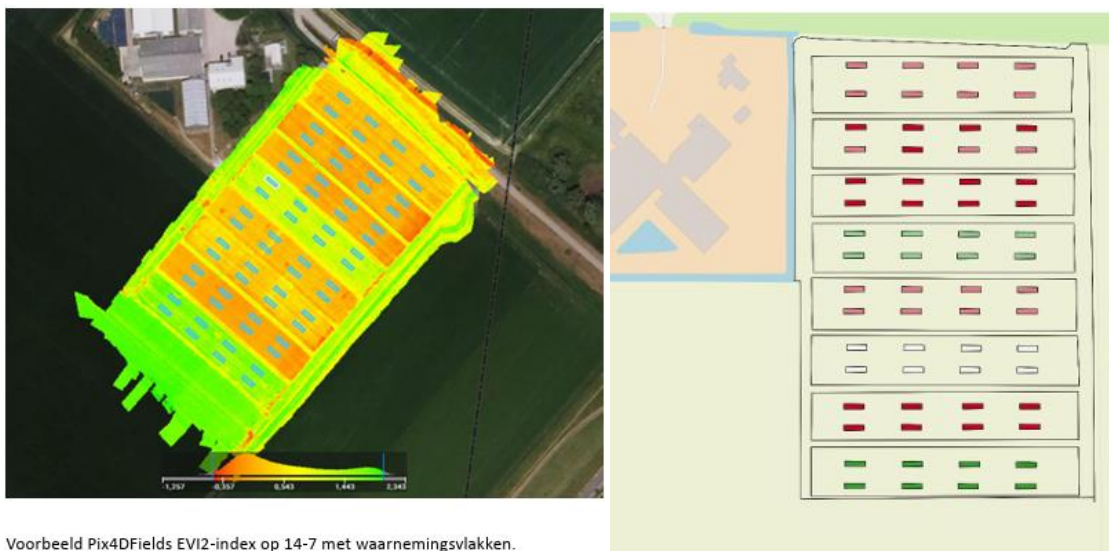 -1,257 -0,357 0,543 1,443 2,343
Voorbeeld Pix4DFields EVI2-index op 14-7 met waarnemingsvlakken.